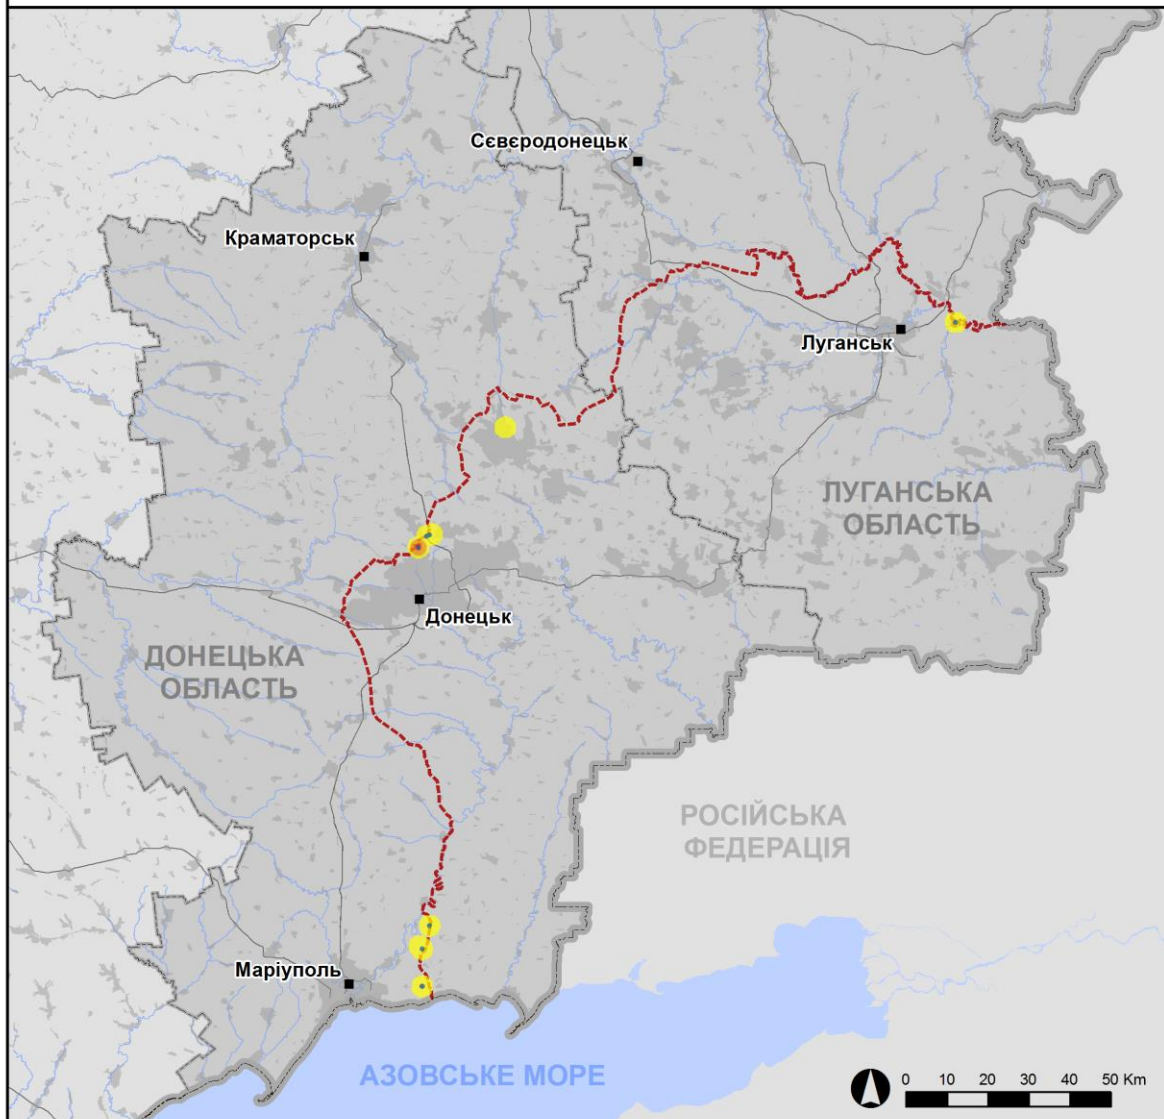 Сєвєродонецьк
Краматорськ
Луганськ
ЛУГАНСЬКА
ОБЛАСТЬ
Донецьк
ДОНЕЦЬКА
ОБЛАСТЬ
РОСІЙСЬКА
ФЕДЕРАЦІЯ
Маріуполь
АЗОВСЬКЕ МОРЕ
0 10 20 30 40 50 Km